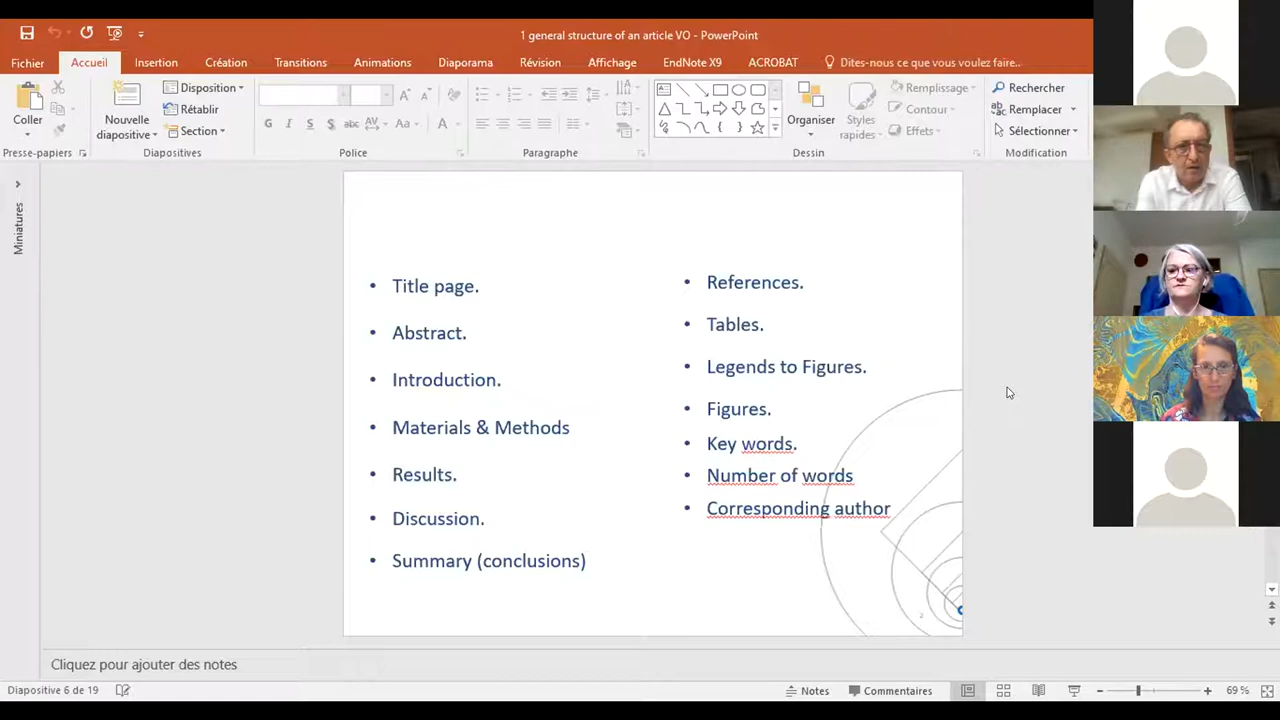 1 general structure of an article VO - PowerPoint
Fichier Accueil Insertion Création Transitions Animations Diaporama Révision Affichage EndNote X9 ACROBAT Dites-nous ce que vous voulez faire...
Coller
Presse-papiers
Nouvelle diapositive
Disposition
Rétablir
Section
Diapositives
G I S S abc AV Aa A
Police
Paragraphe
Organiser
Styles rapides
Remplissage
Contour
Effets
Dessin
Rechercher
Remplacer
Sélectionner
Modification
Miniatures
• Title page.
• Abstract.
• Introduction.
• Materials & Methods
• Results.
• Discussion.
• Summary (conclusions)
• References.
• Tables.
• Legends to Figures.
• Figures.
• Key words.
• Number of words
• Corresponding author
2
Cliquez pour ajouter des notes
Diapositive 6 de 19 Notes Commentaires 69 %